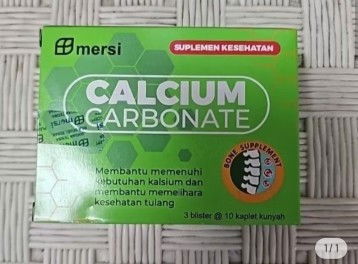 mersi
SUPLEMEN KESEHATAN
CALCIUM
CARBONATE
BONE SUPPLEMENT
Membantu memenuhi
kebutuhan kalsium dan
membantu memelihara
kesehatan tulang
3 blister @ 10 kaplet kunyah
1/1